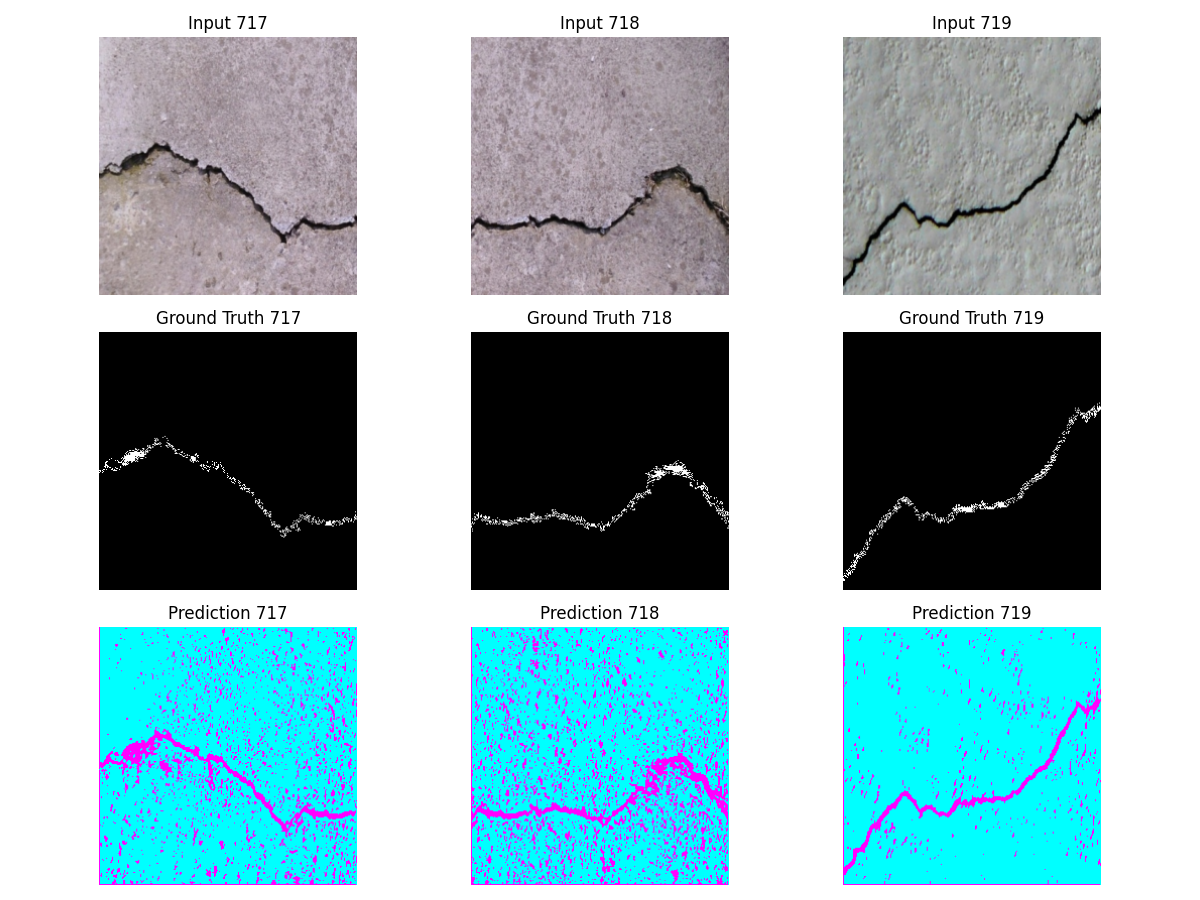 Input 717
Input 718
Input 719
Ground Truth 717
Ground Truth 718
Ground Truth 719
Prediction 717
Prediction 718
Prediction 719